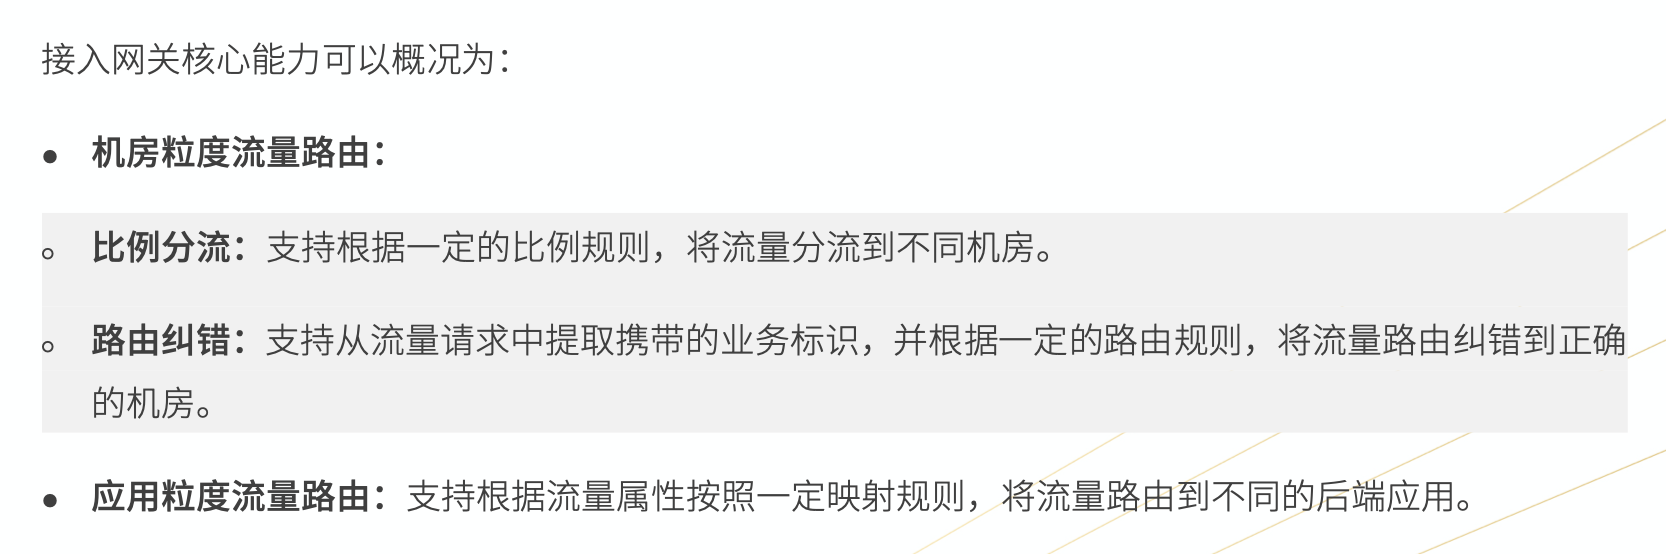 接入网关核心能力可以概况为：
● 机房粒度流量路由：
○ 比例分流：支持根据一定的比例规则，将流量分流到不同机房。
○ 路由纠错：支持从流量请求中提取携带的业务标识，并根据一定的路由规则，将流量路由纠错到正确
的机房。
● 应用粒度流量路由：支持根据流量属性按照一定映射规则，将流量路由到不同的后端应用。